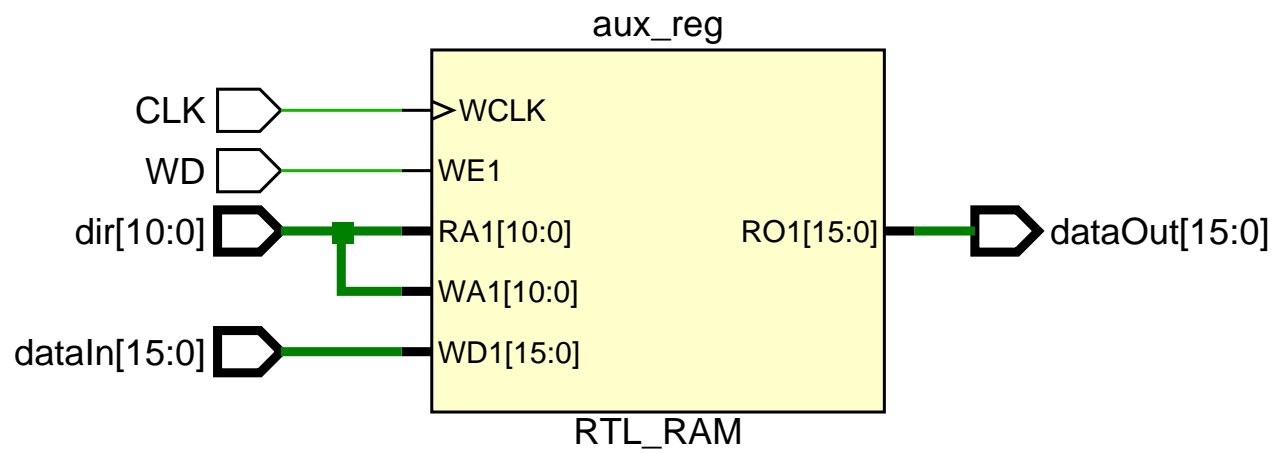 aux_reg
CLK
WCLK
WD
WE1
dir[10:0]
RA1[10:0]
RO1[15:0]
dataOut[15:0]
WA1[10:0]
dataIn[15:0]
WD1[15:0]
RTL_RAM